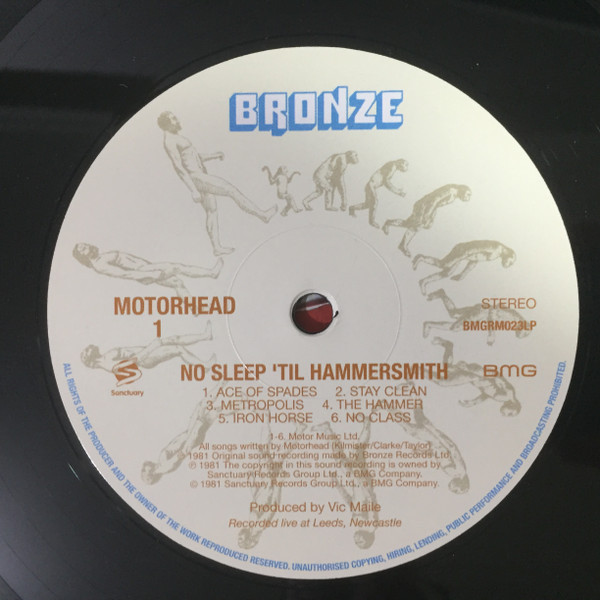 BRONZE
MOTORHEAD
1
STEREO
BMGRM023LP
Sanctuary
NO SLEEP 'TIL HAMMERSMITH
BMG
1. ACE OF SPADES 2. STAY CLEAN
3. METROPOLIS 4. THE HAMMER
5. IRON HORSE 6. NO CLASS
1-6. Motor Music Ltd.
All songs written by Motorhead (Kilmister/Clarke/Taylor).
1981 Original sound recording made by Bronze Records Ltd.
℗ 1981 The copyright in this sound recording is owned by
Sanctuary Records Group Ltd., a BMG Company.
© 1981 Sanctuary Records Group Ltd., a BMG Company.
Produced by Vic Maile
Recorded live at Leeds, Newcastle
ALL RIGHTS OF THE PRODUCER AND THE OWNER OF THE WORK REPRODUCED RESERVED. UNAUTHORISED COPYING, HIRING, LENDING, PUBLIC PERFORMANCE AND BROADCASTING PROHIBITED.